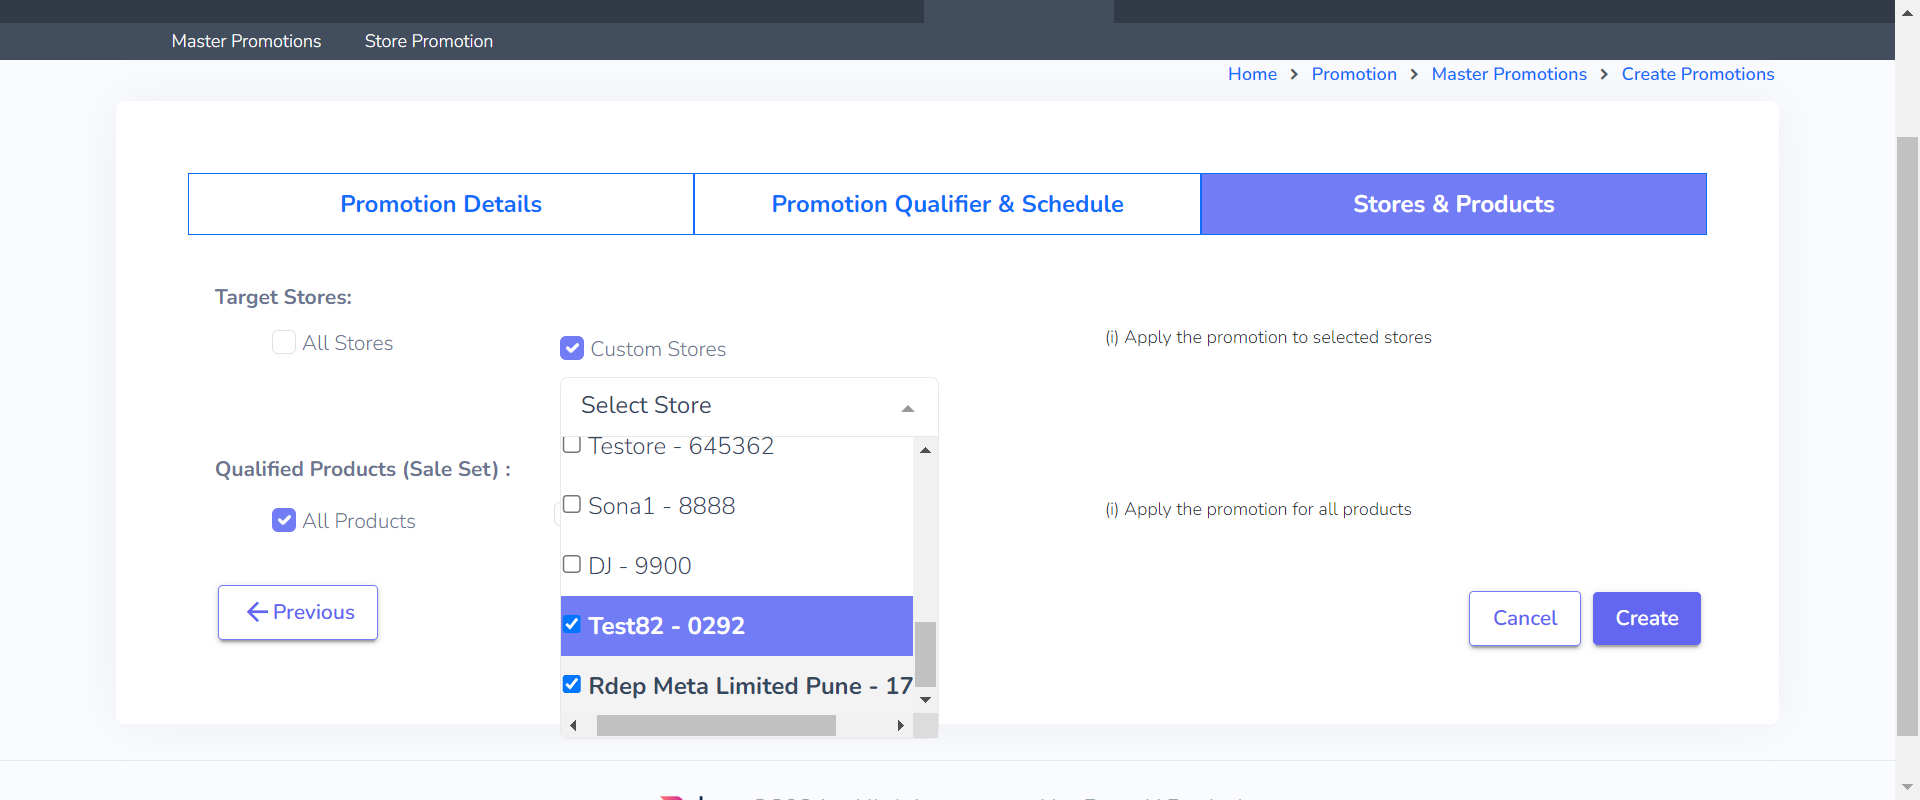 Master Promotions Store Promotion
Home > Promotion > Master Promotions > Create Promotions
Promotion Details Promotion Qualifier & Schedule Stores & Products
Target Stores:
All Stores Custom Stores (i) Apply the promotion to selected stores
Select Store
Testore - 645362
Qualified Products (Sale Set) :
Sona1 - 8888
All Products (i) Apply the promotion for all products
DJ - 9900
Previous Test82 - 0292 Cancel Create
Rdep Meta Limited Pune - 17